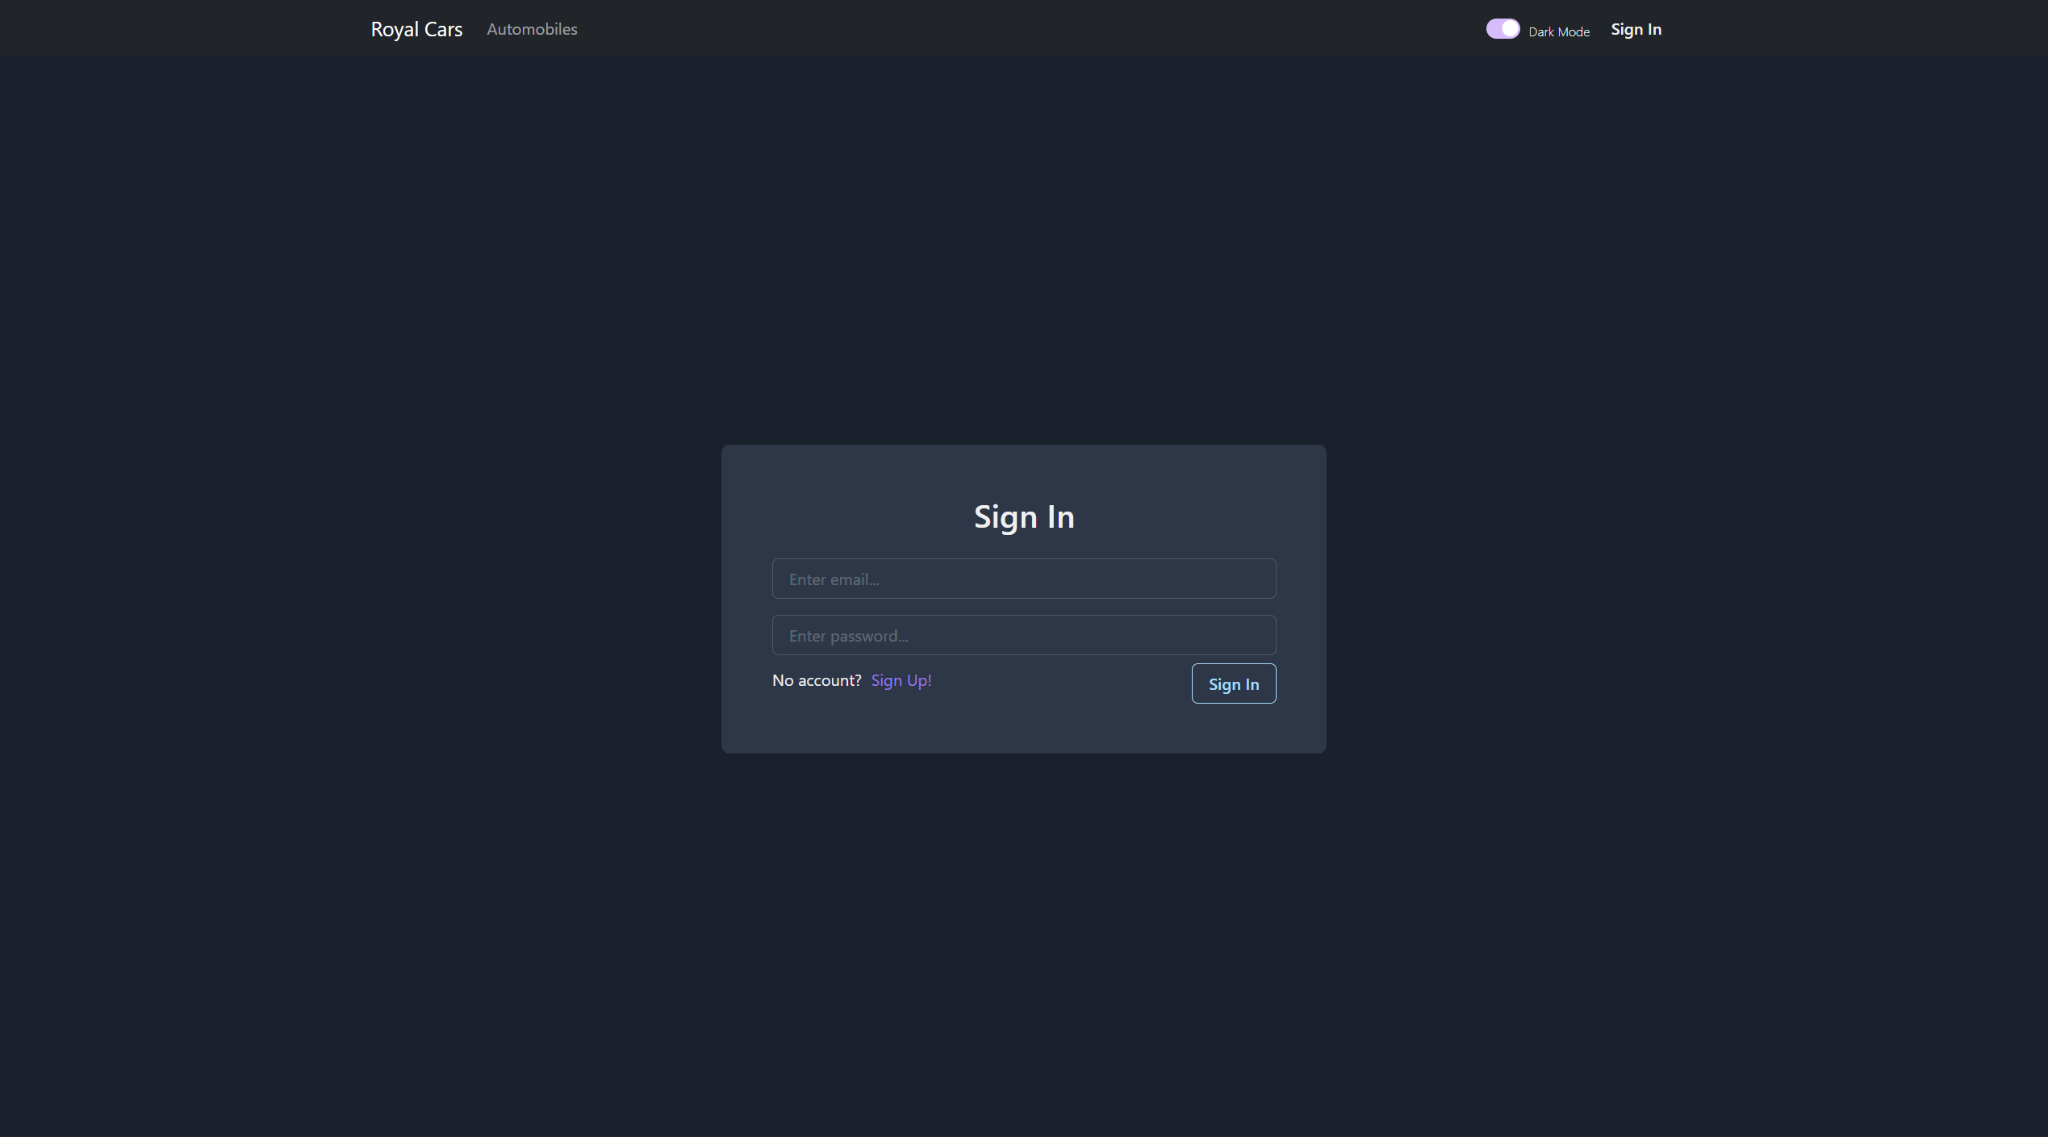 Royal Cars Automobiles Dark Mode Sign In
Sign In
Enter email...
Enter password...
No account? Sign Up! Sign In